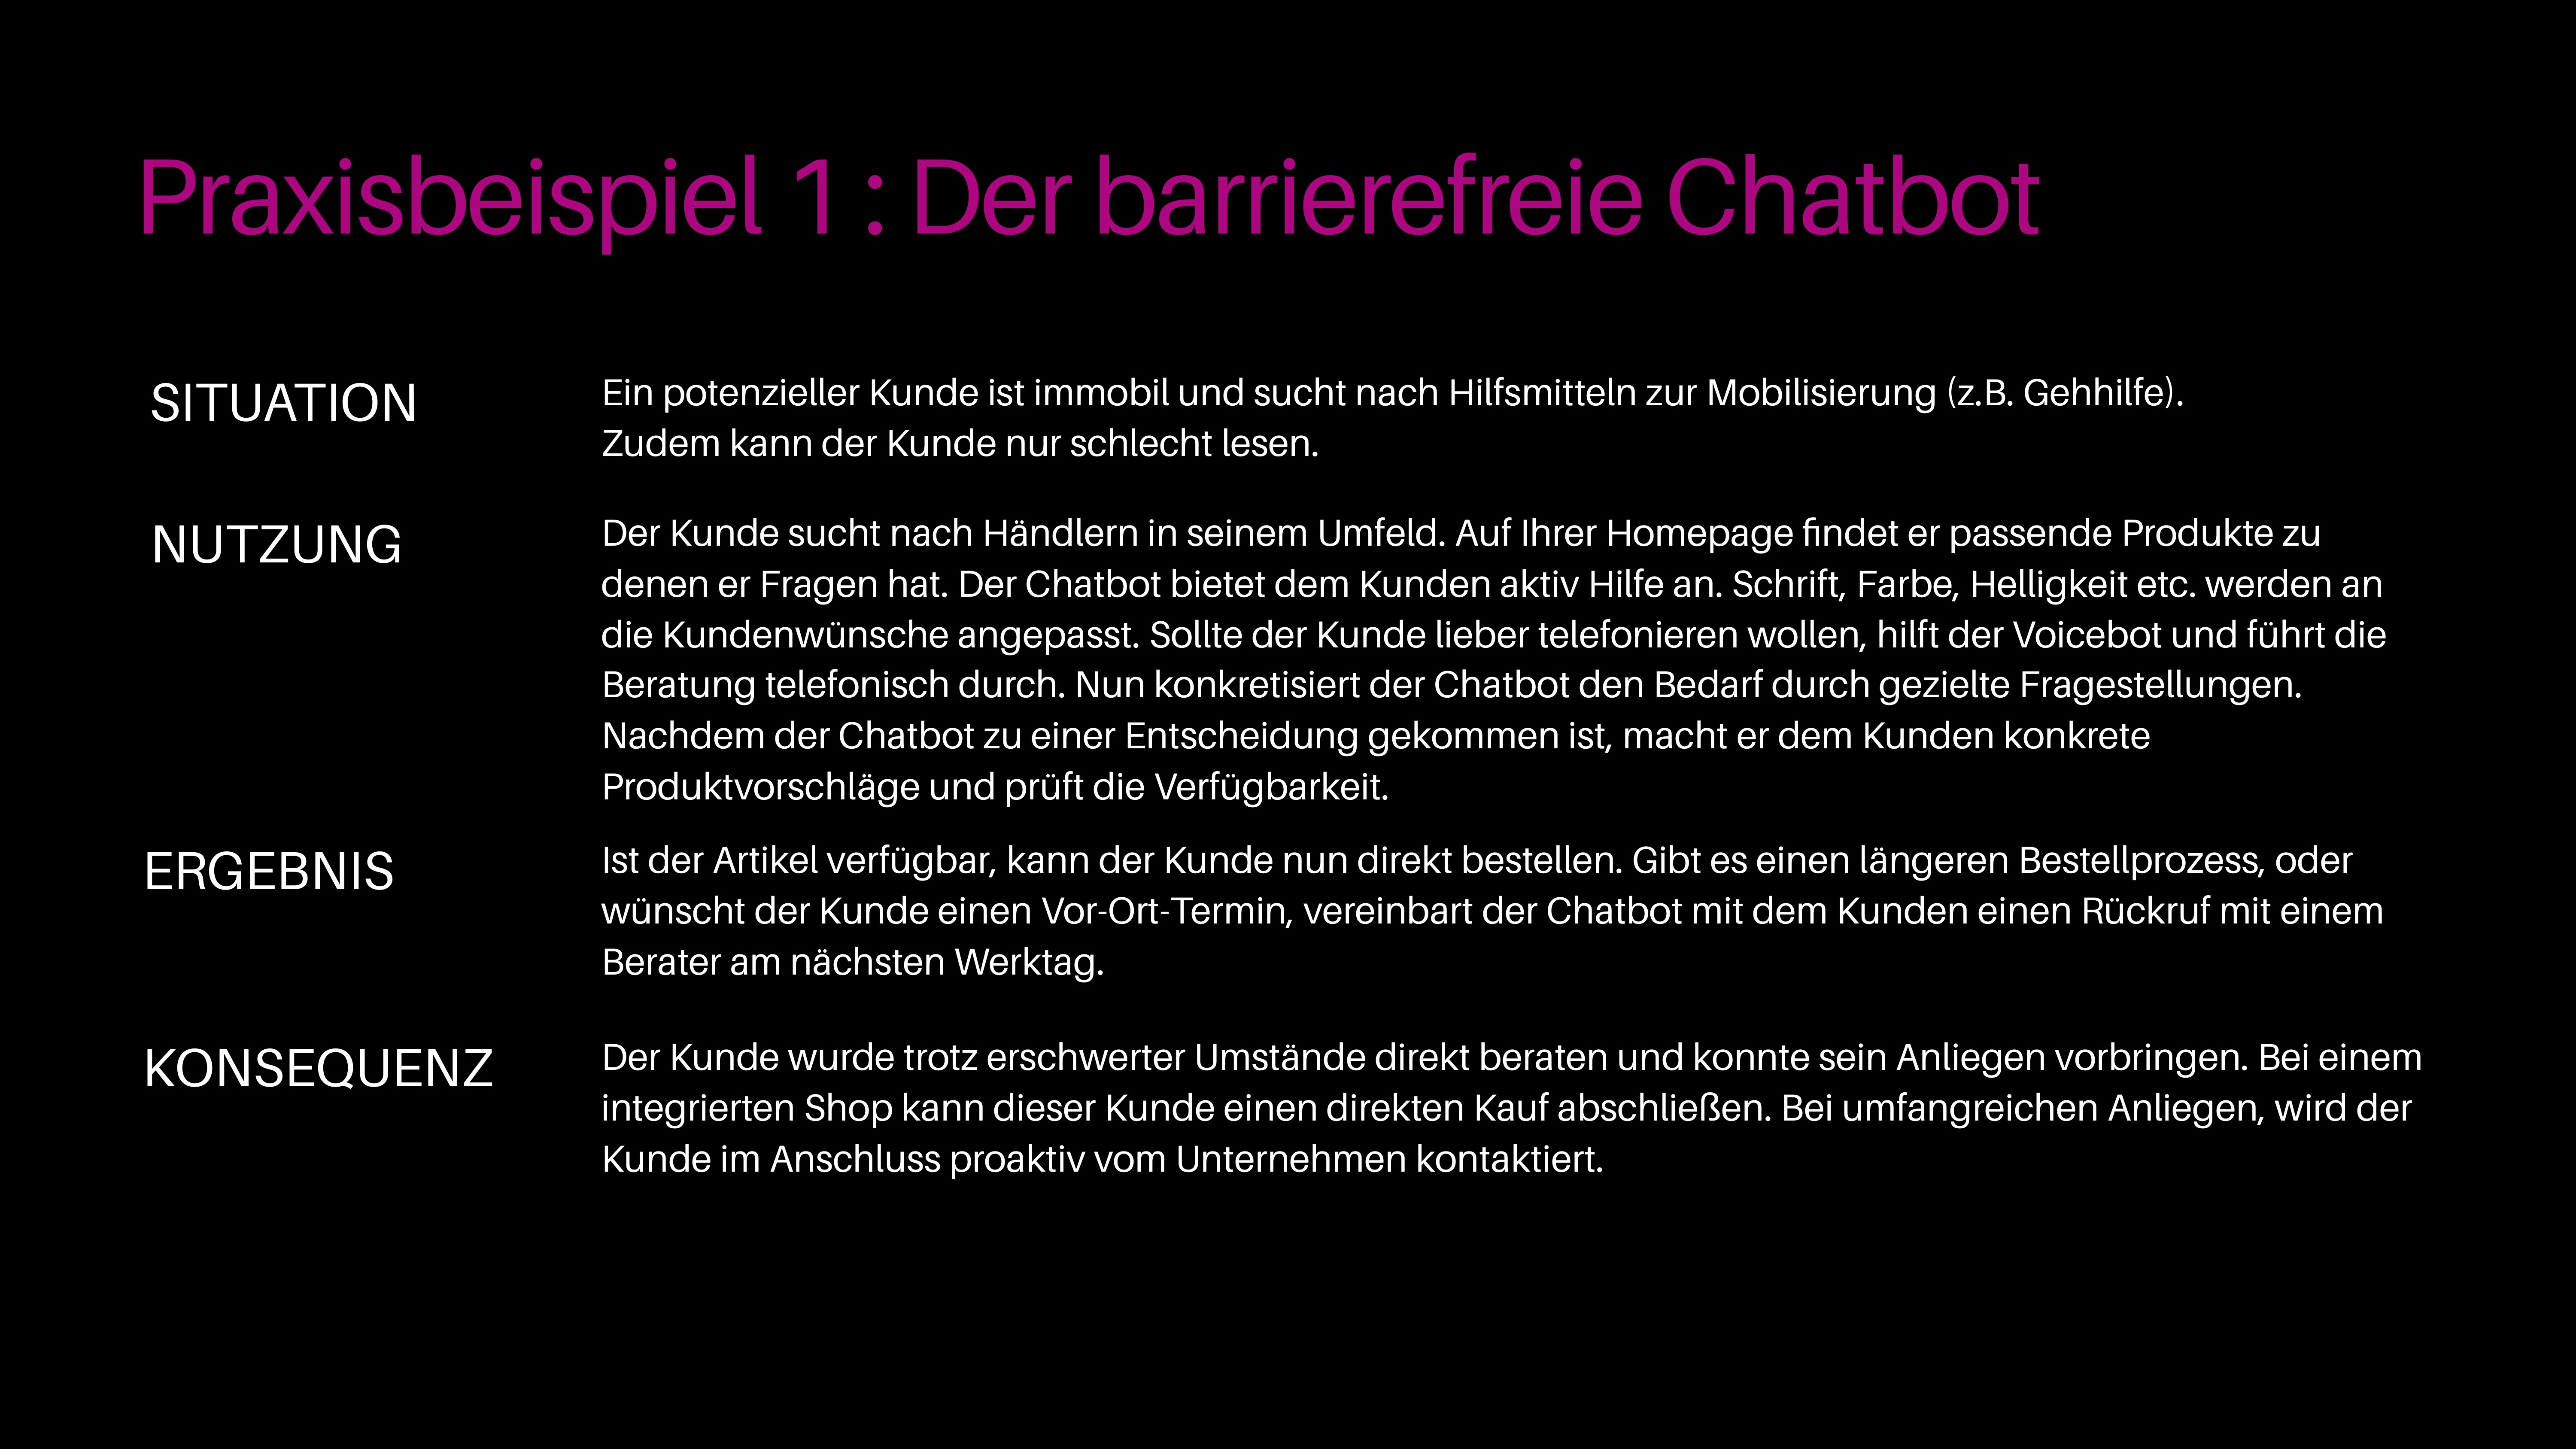 Praxisbeispiel 1 : Der barrierefreie Chatbot
SITUATION
Ein potenzieller Kunde ist immobil und sucht nach Hilfsmitteln zur Mobilisierung (z.B. Gehhilfe).
Zudem kann der Kunde nur schlecht lesen.
NUTZUNG
Der Kunde sucht nach Händlern in seinem Umfeld. Auf Ihrer Homepage findet er passende Produkte zu
denen er Fragen hat. Der Chatbot bietet dem Kunden aktiv Hilfe an. Schrift, Farbe, Helligkeit etc. werden an
die Kundenwünsche angepasst. Sollte der Kunde lieber telefonieren wollen, hilft der Voicebot und führt die
Beratung telefonisch durch. Nun konkretisiert der Chatbot den Bedarf durch gezielte Fragestellungen.
Nachdem der Chatbot zu einer Entscheidung gekommen ist, macht er dem Kunden konkrete
Produktvorschläge und prüft die Verfügbarkeit.
ERGEBNIS
Ist der Artikel verfügbar, kann der Kunde nun direkt bestellen. Gibt es einen längeren Bestellprozess, oder
wünscht der Kunde einen Vor-Ort-Termin, vereinbart der Chatbot mit dem Kunden einen Rückruf mit einem
Berater am nächsten Werktag.
KONSEQUENZ
Der Kunde wurde trotz erschwerter Umstände direkt beraten und konnte sein Anliegen vorbringen. Bei einem
integrierten Shop kann dieser Kunde einen direkten Kauf abschließen. Bei umfangreichen Anliegen, wird der
Kunde im Anschluss proaktiv vom Unternehmen kontaktiert.